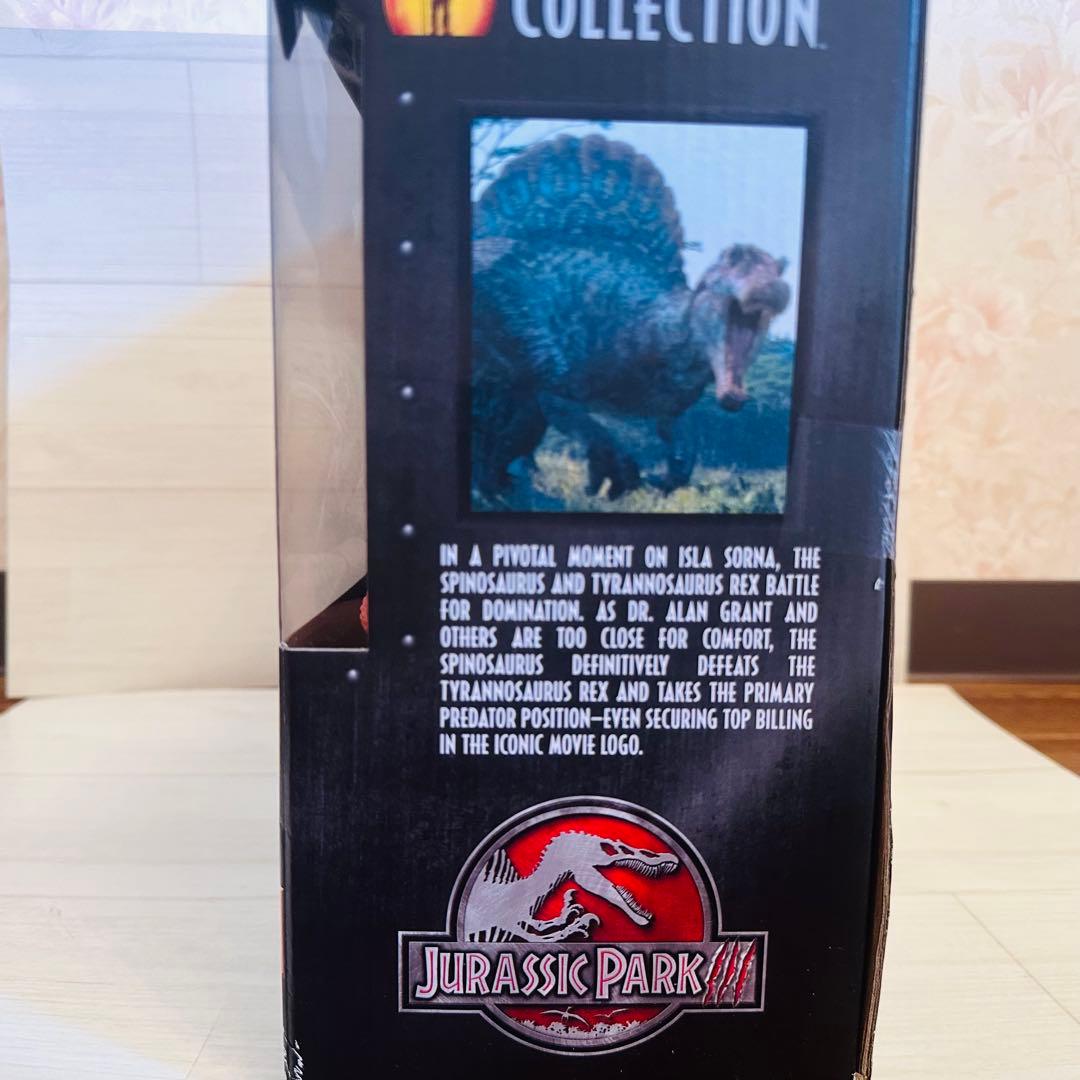 COLLECTION
IN A PIVOTAL MOMENT ON ISLA SORNA, THE
SPINOSAURUS AND TYRANNOSAURUS REX BATTLE
FOR DOMINATION. AS DR. ALAN GRANT AND
OTHERS ARE TOO CLOSE FOR COMFORT, THE
SPINOSAURUS DEFINITIVELY DEFEATS THE
TYRANNOSAURUS REX AND TAKES THE PRIMARY
PREDATOR POSITION—EVEN SECURING TOP BILLING
IN THE ICONIC MOVIE LOGO.
JURASSIC PARK III